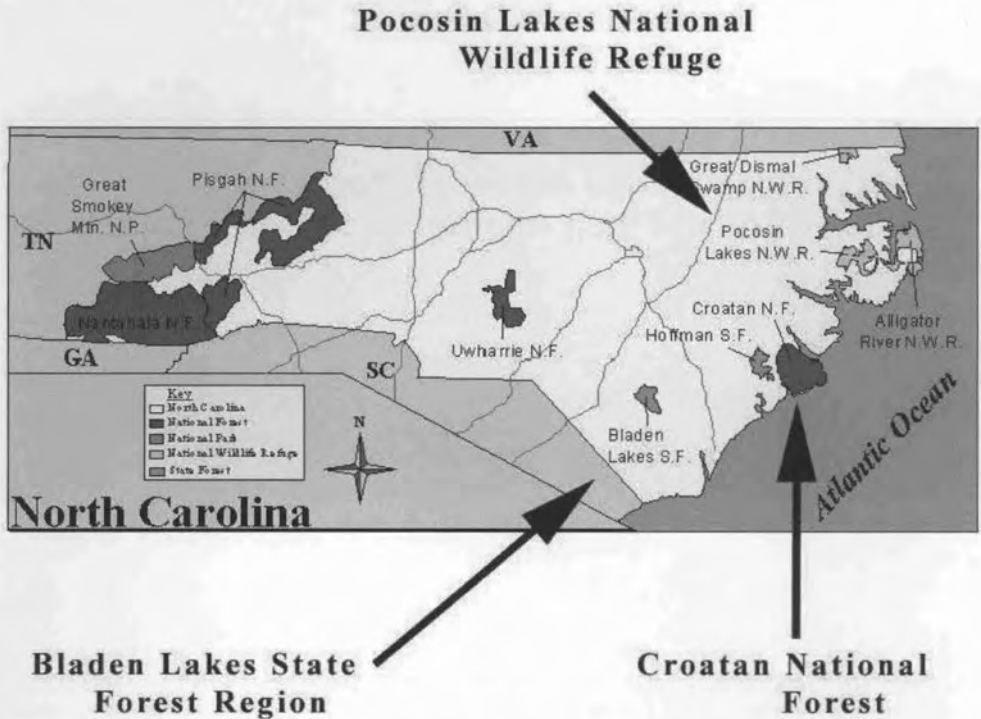 Pocosin Lakes National
Wildlife Refuge
VA
Great Dismal
Swamp N.W.R.
Great
Smokey
Mtn. N.P.
Pisgah N.F.
TN
Pocosin
Lakes N.W.R.
Croatan N.F.
Hoffman S.F.
Alligator
River N.W.R.
Nantahala N.F.
Uwharrie N.F.
GA
SC
Key
North Carolina
National Forest
National Park
National Wildlife Refuge
State Forest
N
Bladen
Lakes S.F.
Atlantic Ocean
North Carolina
Bladen Lakes State
Forest Region
Croatan National
Forest